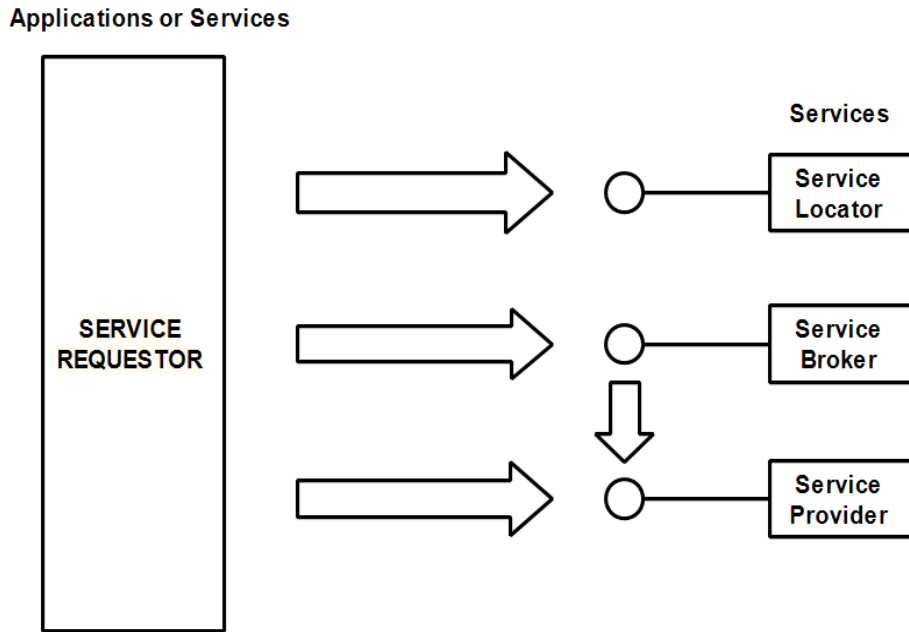 Applications or Services
Services
Service
Locator
SERVICE
REQUESTOR
Service
Broker
Service
Provider